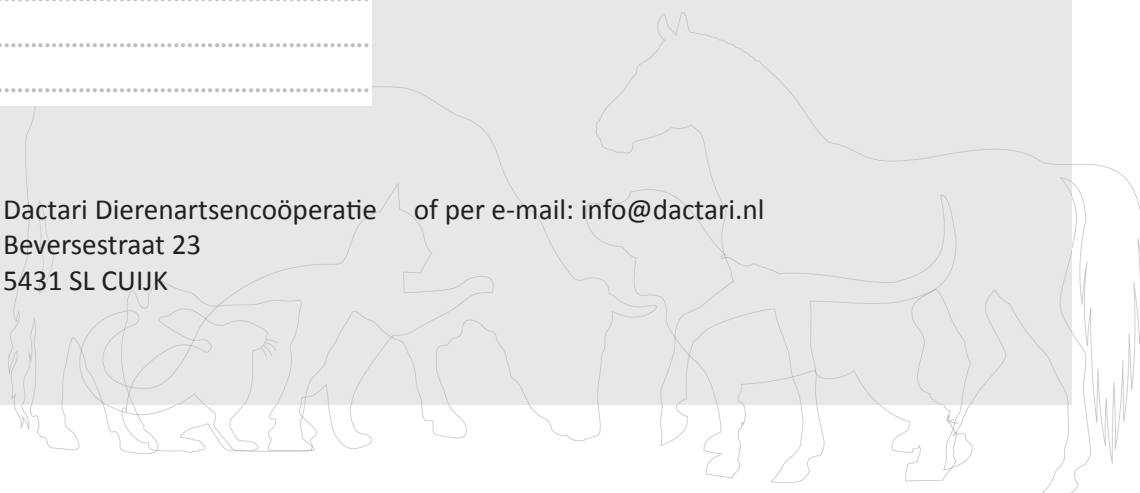 Dactari Dierenartsencoöperatie of per e-mail: info@dactari.nl
Beversestraat 23
5431 SL CUIJK